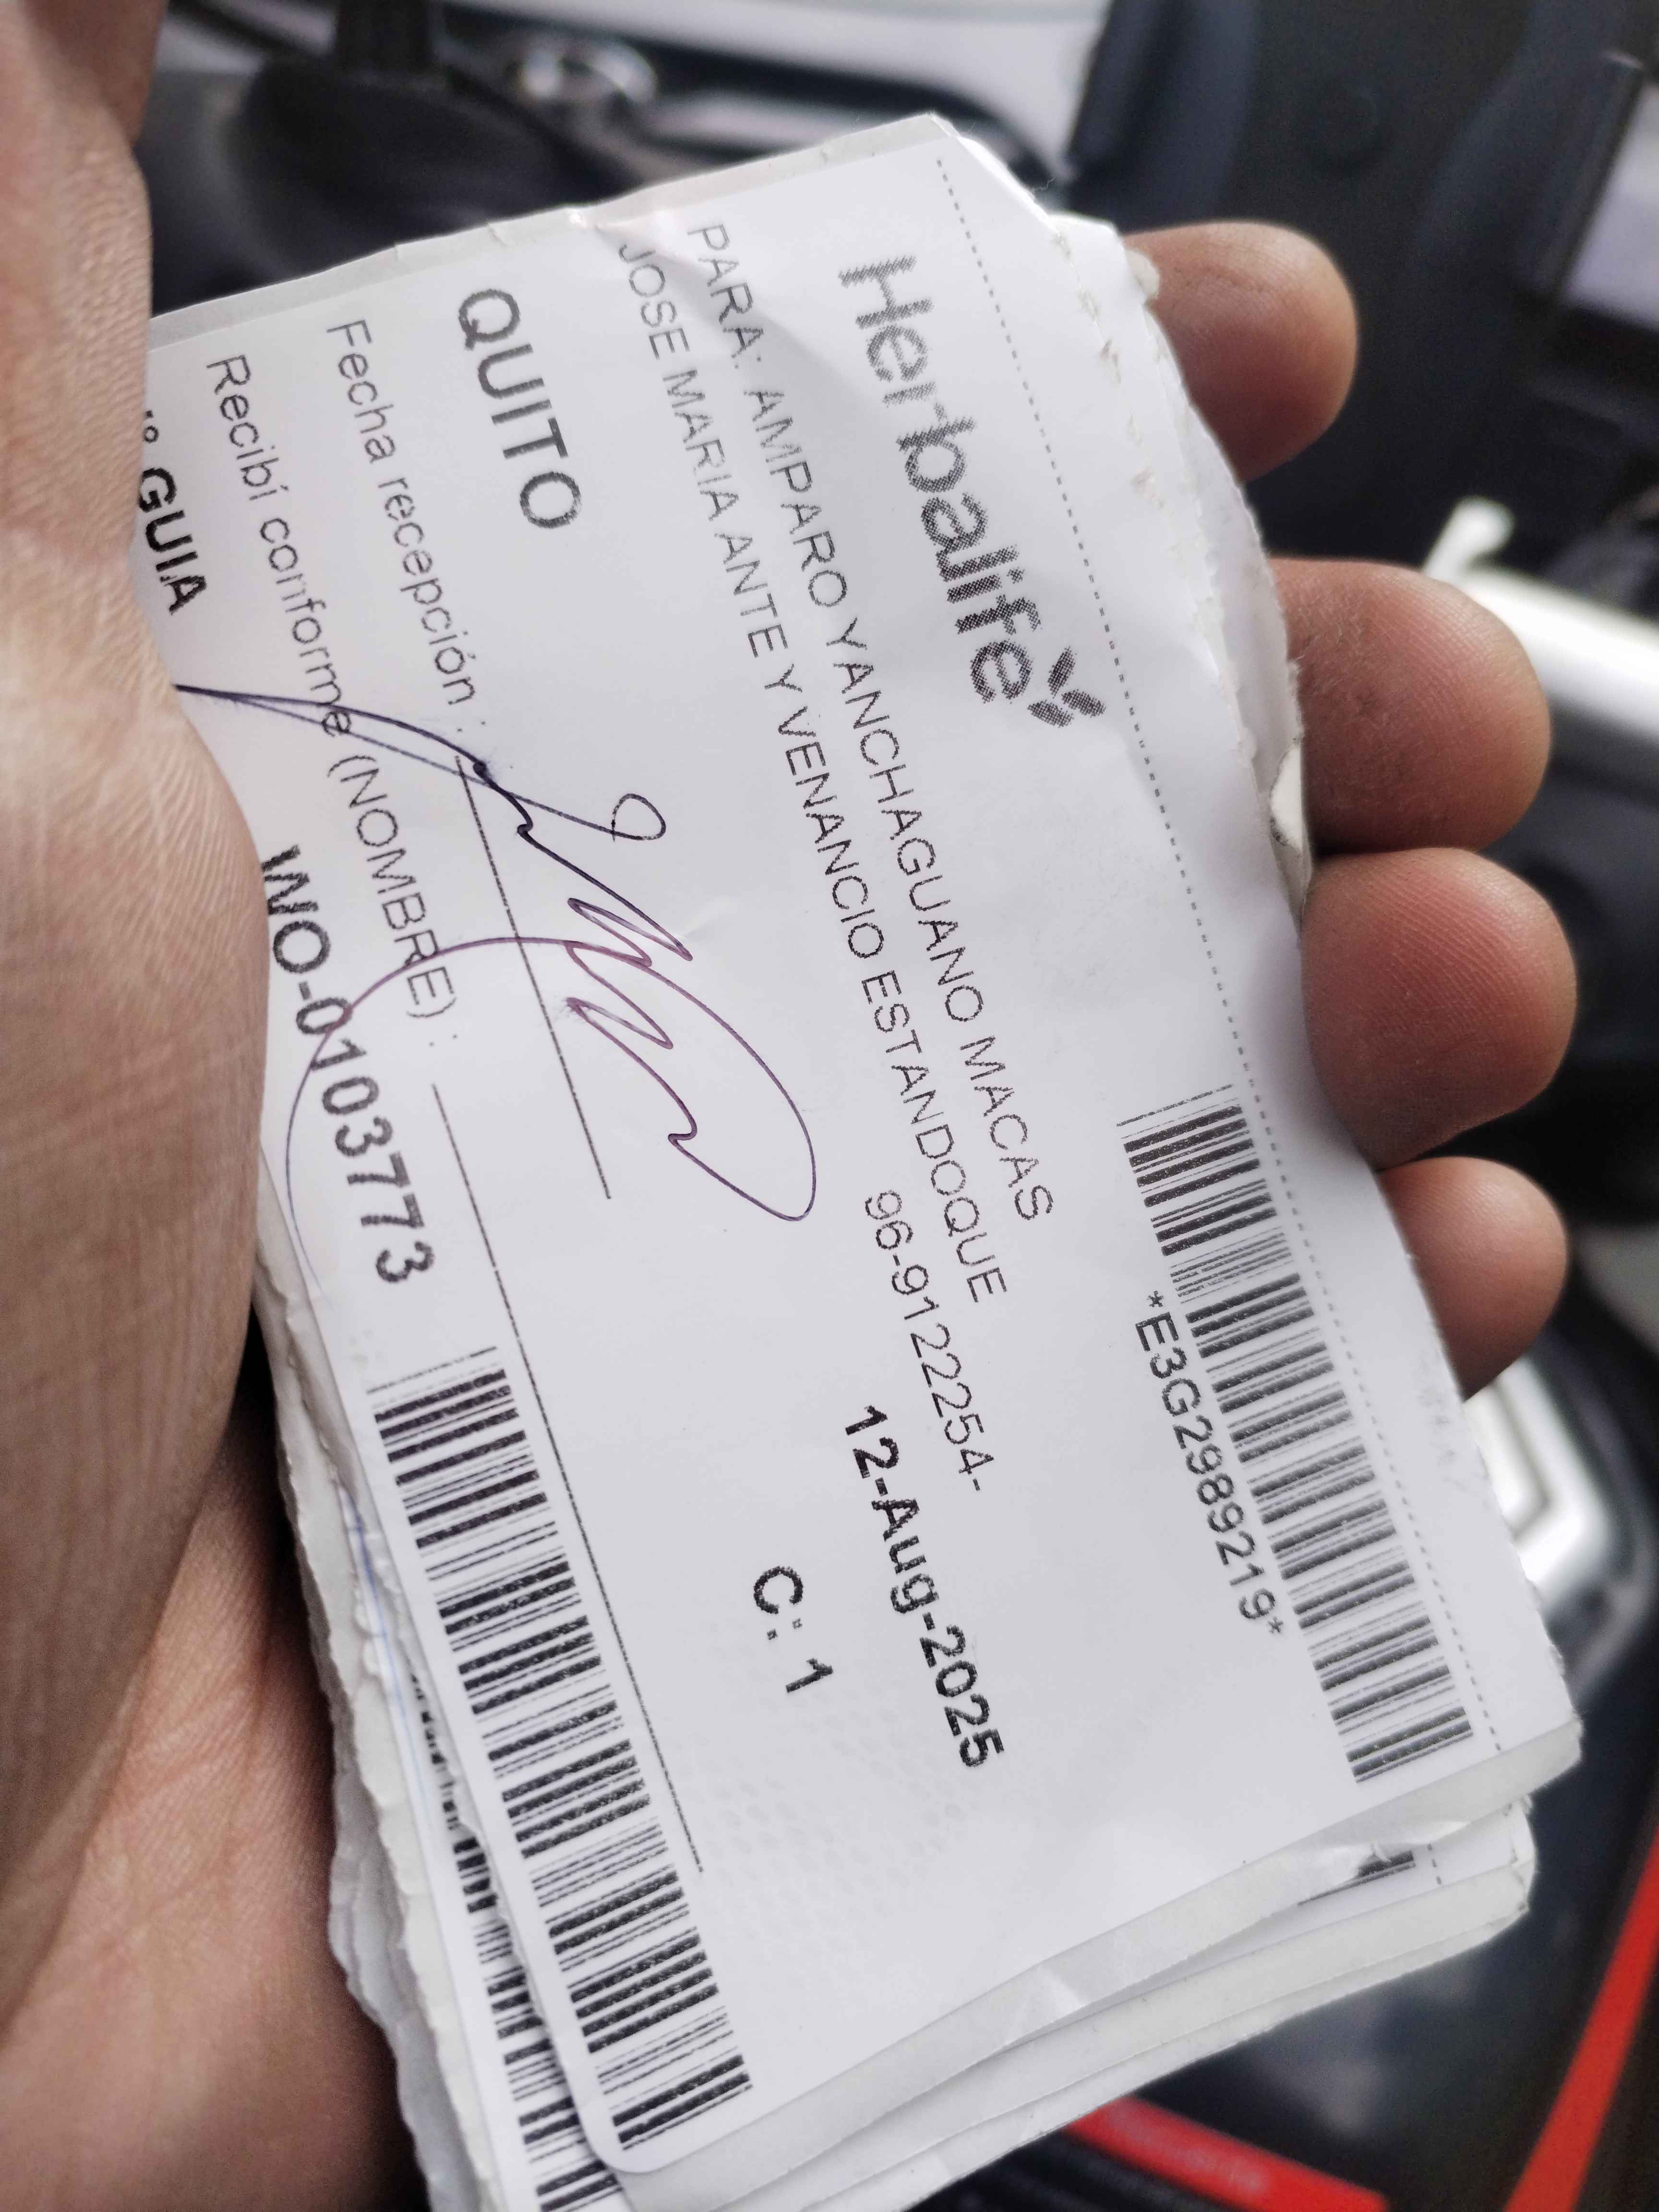 Herbalife
*E3G2989219*
PARA: AMPARO YANCHAGUANO MACAS
JOSE MARIA ANTE Y VENANCIO ESTANDOQUE
96-9122254-
12-Aug-2025
QUITO
C: 1
Fecha recepción :
Recibí conforme (NOMBRE) :
° GUIA
WO-0103773